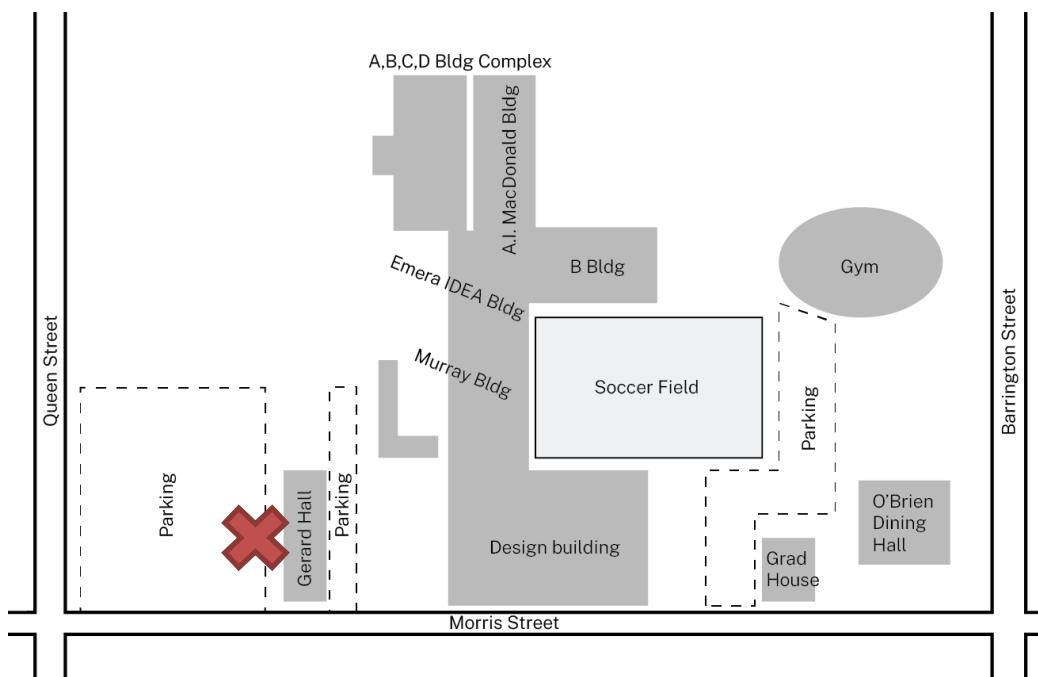 A,B,C,D Bldg Complex
A.I. MacDonald Bldg
Emera IDEA Bldg
B Bldg
Gym
Murray Bldg
Soccer Field
Queen Street
Barrington Street
Parking
Parking
Parking
Gerard Hall
Design building
O'Brien
Dining
Hall
Grad
House
Morris Street